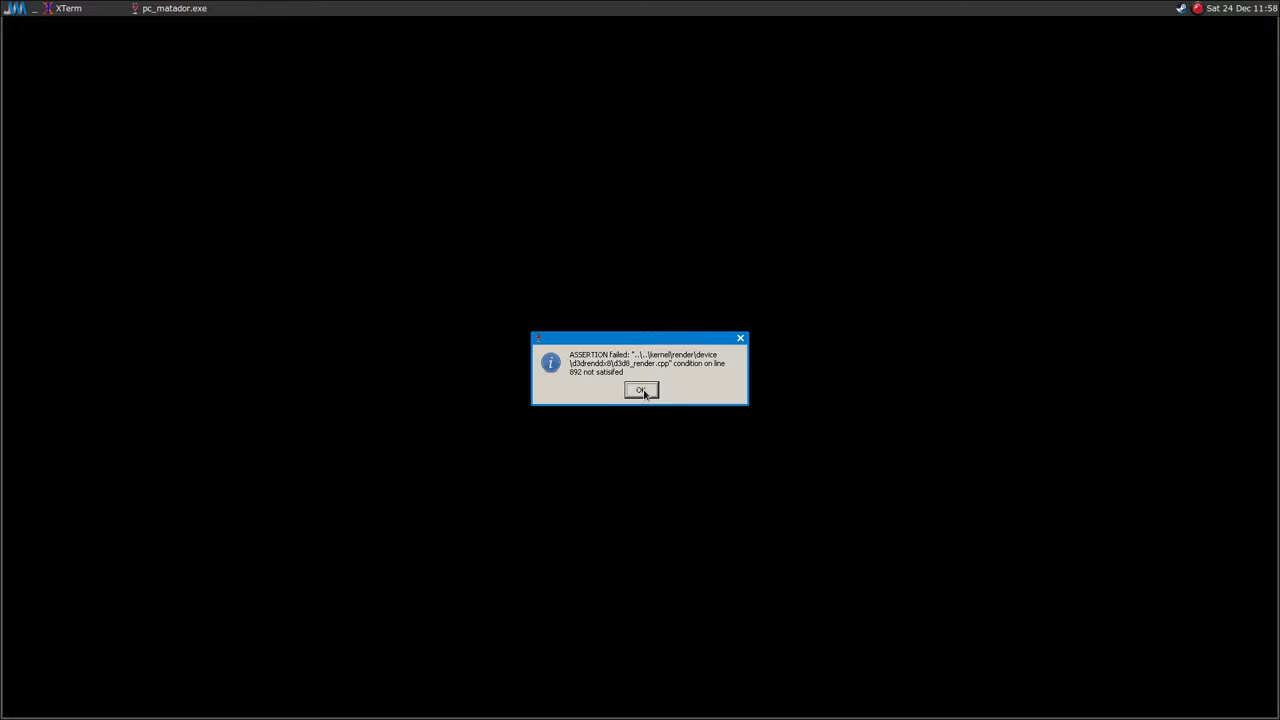 _ XTerm pc_matador.exe Sat 24 Dec 11:58
ASSERTION failed: "..\..\kernel\render\device
\d3drenddx8\d3d8_render.cpp" condition on line
892 not satisifed
OK